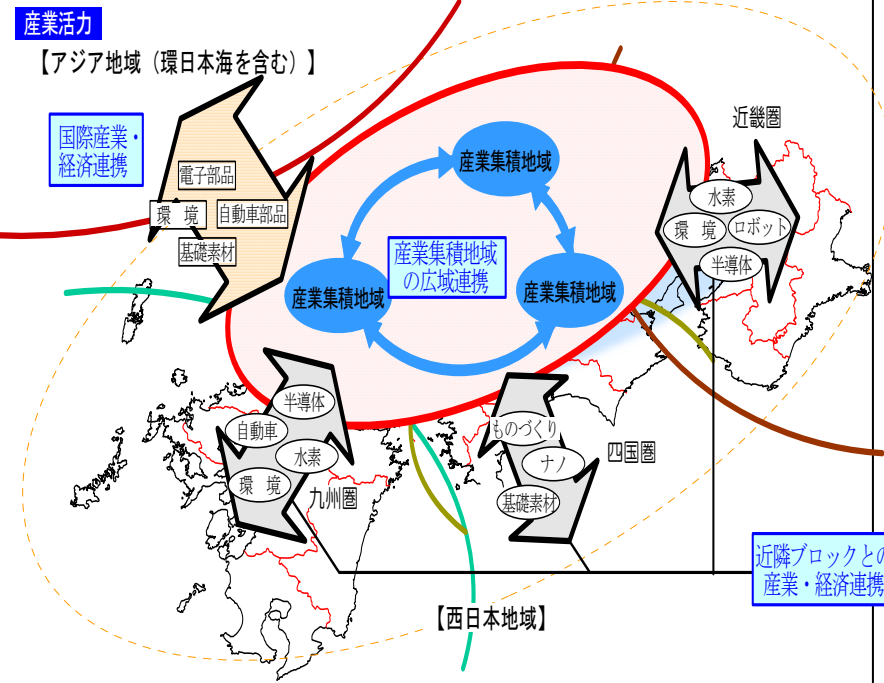 産業活力
【アジア地域（環日本海を含む）】
国際産業・
経済連携
電子部品
環　境
自動車部品
基礎素材
産業集積地域
産業集積地域
の広域連携
産業集積地域
産業集積地域
近畿圏
水素
環　境
ロボット
半導体
半導体
自動車
水素
環　境
九州圏
ものづくり
ナノ
基礎素材
四国圏
近隣ブロックとの
産業・経済連携
【西日本地域】